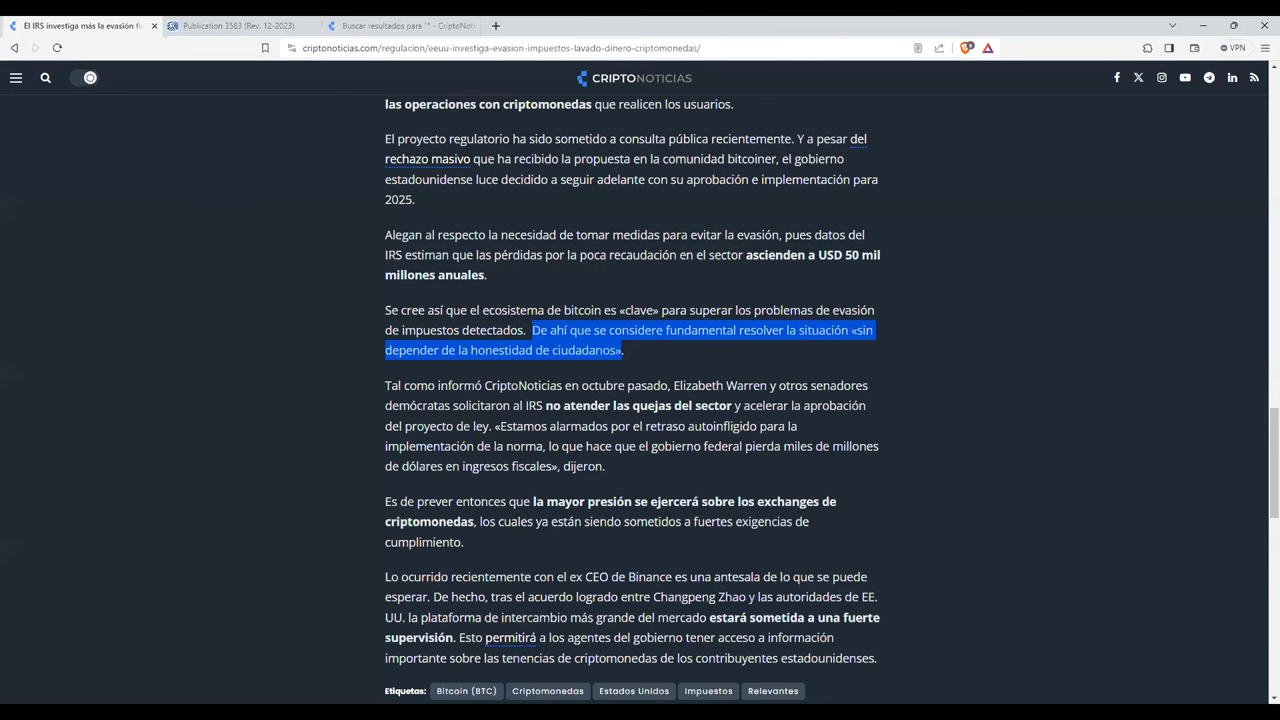 El IRS investiga más la evasión f
Publication 3583 (Rev. 12-2023)
Buscar resultados para "" - CriptoNoti
criptonoticias.com/regulacion/eeuu-investiga-evasion-impuestos-lavado-dinero-criptomonedas/
VPN
CRIPTONOTICIAS
las operaciones con criptomonedas que realicen los usuarios.
El proyecto regulatorio ha sido sometido a consulta pública recientemente. Y a pesar del
rechazo masivo que ha recibido la propuesta en la comunidad bitcoiner, el gobierno
estadounidense luce decidido a seguir adelante con su aprobación e implementación para
2025.
Alegan al respecto la necesidad de tomar medidas para evitar la evasión, pues datos del
IRS estiman que las pérdidas por la poca recaudación en el sector ascienden a USD 50 mil
millones anuales.
Se cree así que el ecosistema de bitcoin es «clave» para superar los problemas de evasión
de impuestos detectados. De ahí que se considere fundamental resolver la situación «sin
depender de la honestidad de ciudadanos».
Tal como informó CriptoNoticias en octubre pasado, Elizabeth Warren y otros senadores
demócratas solicitaron al IRS no atender las quejas del sector y acelerar la aprobación
del proyecto de ley. «Estamos alarmados por el retraso autoinfligido para la
implementación de la norma, lo que hace que el gobierno federal pierda miles de millones
de dólares en ingresos fiscales», dijeron.
Es de prever entonces que la mayor presión se ejercerá sobre los exchanges de
criptomonedas, los cuales ya están siendo sometidos a fuertes exigencias de
cumplimiento.
Lo ocurrido recientemente con el ex CEO de Binance es una antesala de lo que se puede
esperar. De hecho, tras el acuerdo logrado entre Changpeng Zhao y las autoridades de EE.
UU. la plataforma de intercambio más grande del mercado estará sometida a una fuerte
supervisión. Esto permitirá a los agentes del gobierno tener acceso a información
importante sobre las tenencias de criptomonedas de los contribuyentes estadounidenses.
Etiquetas: Bitcoin (BTC) Criptomonedas Estados Unidos Impuestos Relevantes